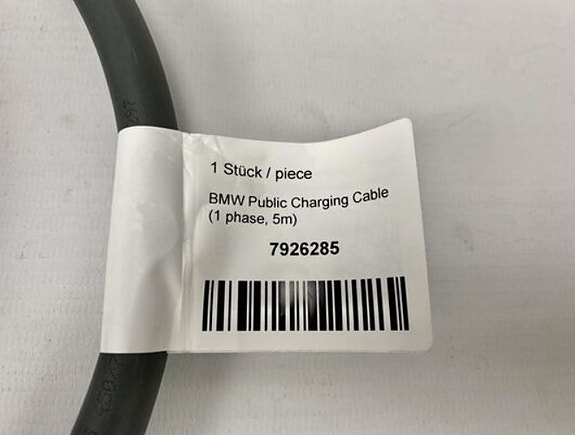 1 Stück / piece
BMW Public Charging Cable
(1 phase, 5m)
7926285